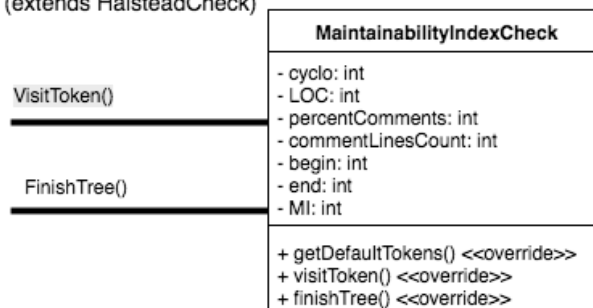 (extends HalsteadCheck)
MaintainabilityIndexCheck
- cyclo: int
- LOC: int
- percentComments: int
- commentLinesCount: int
- begin: int
- end: int
- MI: int
VisitToken()
FinishTree()
+ getDefaultTokens() <<override>>
+ visitToken() <<override>>
+ finishTree() <<override>>